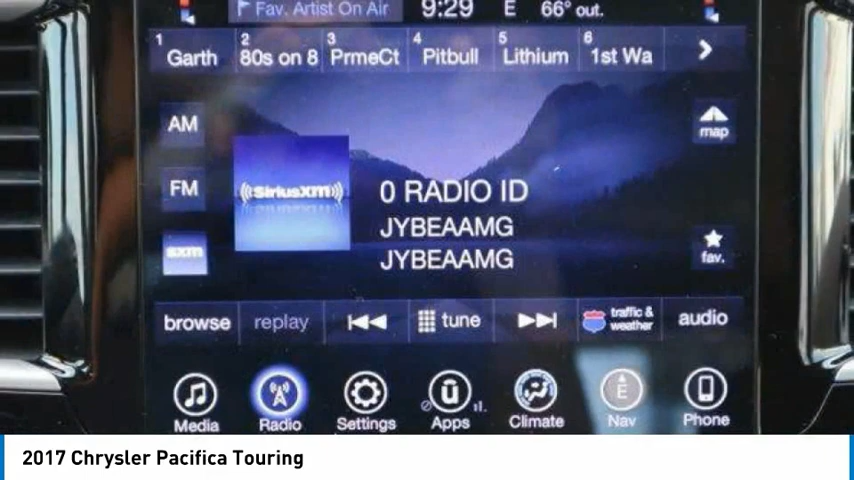 Fav. Artist On Air 9:29 E 66° out.
1 Garth 2 80s on 8 3 PrmeCt 4 Pitbull 5 Lithium 6 1st Wa
AM
map
FM
((SiriusXM))
0 RADIO ID
JYBEAAMG
JYBEAAMG
sxm
fav.
browse replay tune traffic & weather audio
E
Media Radio Settings Apps Climate Nav Phone
2017 Chrysler Pacifica Touring